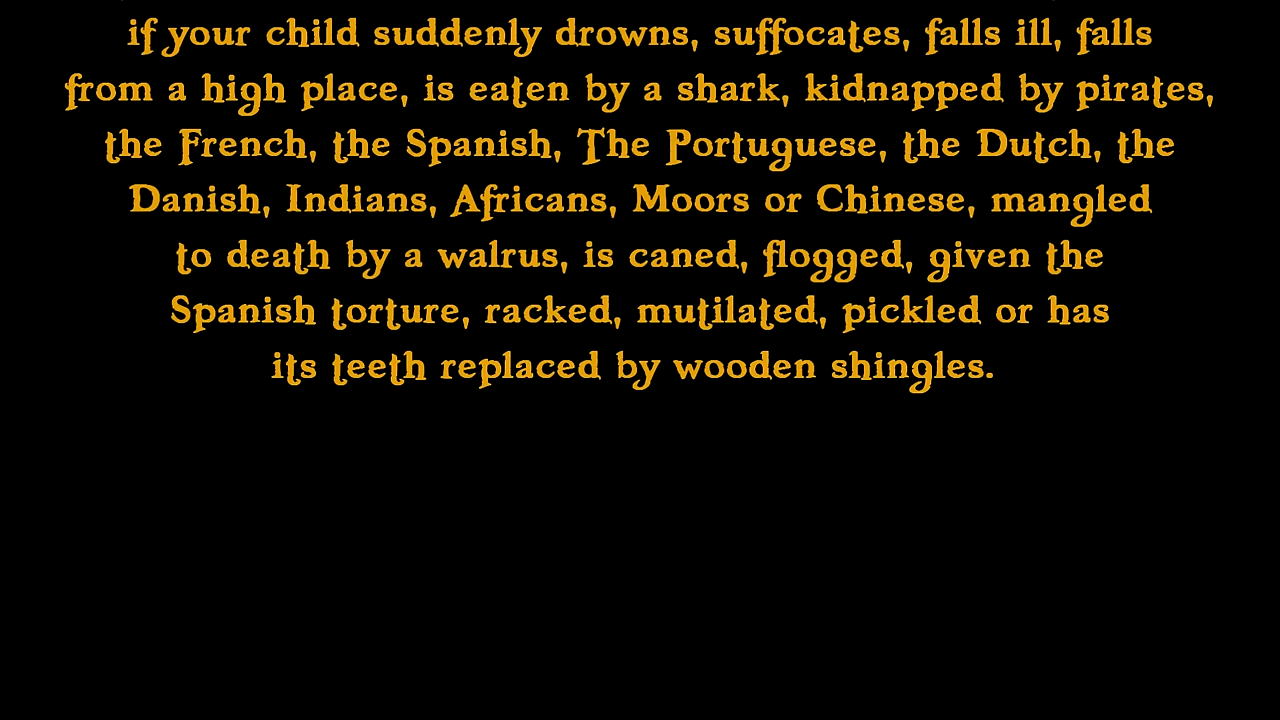 if your child suddenly drowns, suffocates, falls ill, falls
from a high place, is eaten by a shark, kidnapped by pirates,
the French, the Spanish, The Portuguese, the Dutch, the
Danish, Indians, Africans, Moors or Chinese, mangled
to death by a walrus, is caned, flogged, given the
Spanish torture, racked, mutilated, pickled or has
its teeth replaced by wooden shingles.